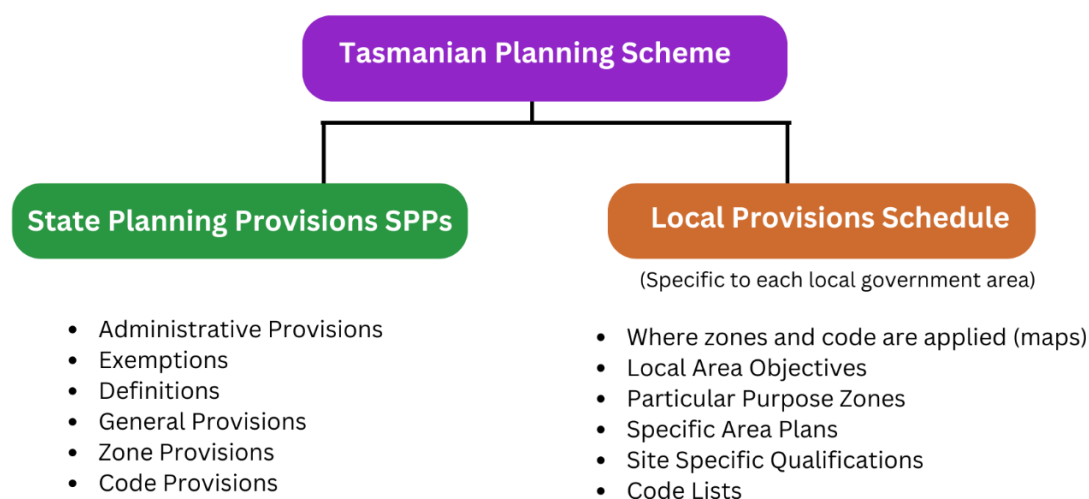 Tasmanian Planning Scheme
State Planning Provisions SPPs
Administrative Provisions
Exemptions
Definitions
General Provisions
Zone Provisions
Code Provisions
Local Provisions Schedule
(Specific to each local government area)
Where zones and code are applied (maps)
Local Area Objectives
Particular Purpose Zones
Specific Area Plans
Site Specific Qualifications
Code Lists